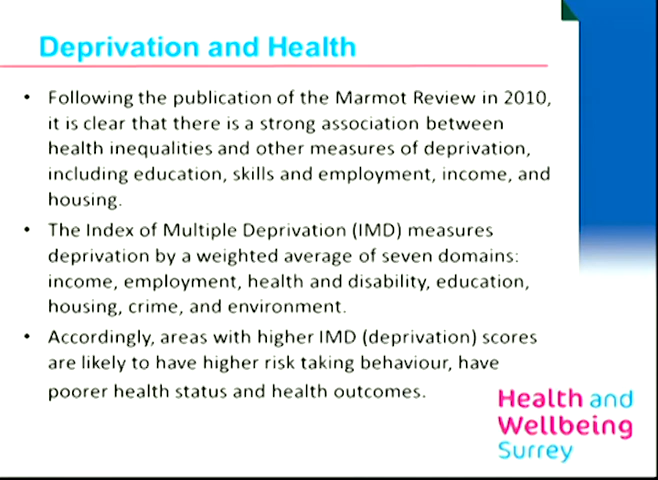 Deprivation and Health
• Following the publication of the Marmot Review in 2010,
it is clear that there is a strong association between
health inequalities and other measures of deprivation,
including education, skills and employment, income, and
housing.
• The Index of Multiple Deprivation (IMD) measures
deprivation by a weighted average of seven domains:
income, employment, health and disability, education,
housing, crime, and environment.
• Accordingly, areas with higher IMD (deprivation) scores
are likely to have higher risk taking behaviour, have
poorer health status and health outcomes.
Health and
Wellbeing
Surrey